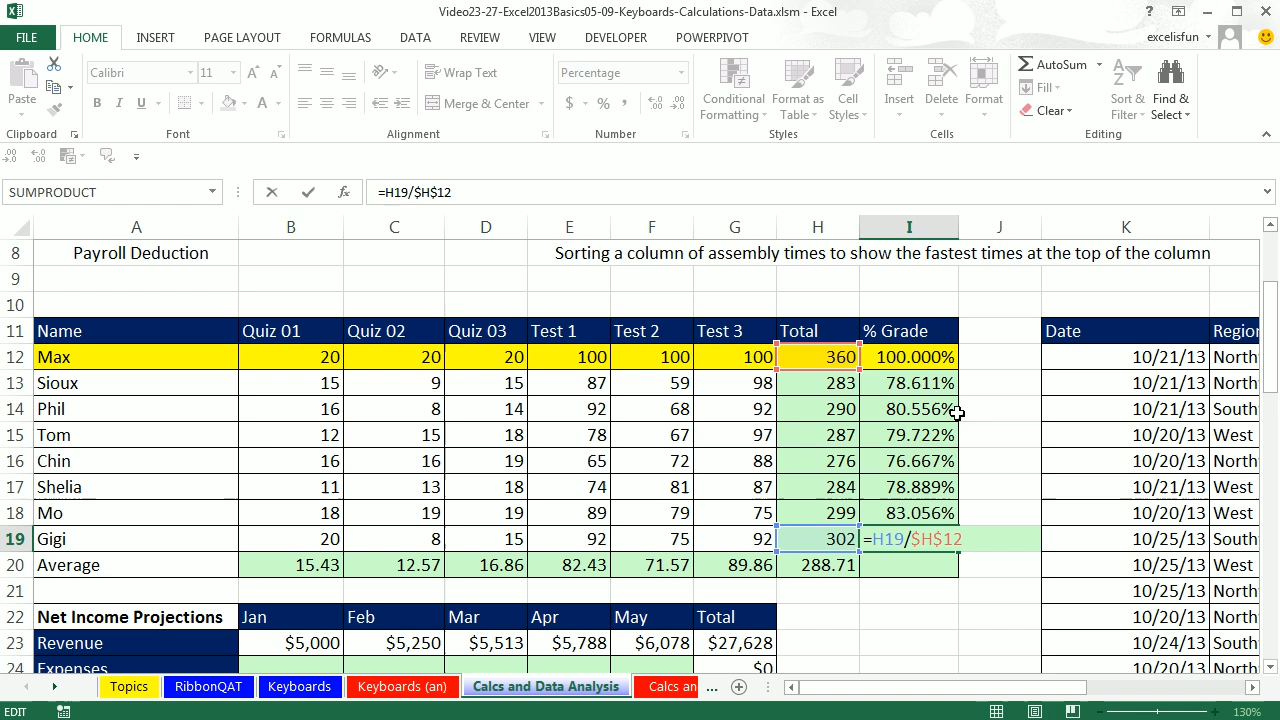 Video23-27-Excel2013Basics05-09-Keyboards-Calculations-Data.xlsm - Excel
FILE HOME INSERT PAGE LAYOUT FORMULAS DATA REVIEW VIEW DEVELOPER POWERPIVOT excelisfun
Paste
Calibri 11
B I U
Wrap Text
Merge & Center
Percentage
$ % ,
Conditional Formatting
Format as Table
Cell Styles
Insert Delete Format
AutoSum
Fill
Clear
Sort & Filter
Find & Select
Clipboard Font Alignment Number Styles Cells Editing
SUMPRODUCT =H19/$H$12
A B C D E F G H I J K
8 Payroll Deduction Sorting a column of assembly times to show the fastest times at the top of the column
9
10
11 Name Quiz 01 Quiz 02 Quiz 03 Test 1 Test 2 Test 3 Total % Grade Date Region
12 Max 20 20 20 100 100 100 360 100.000% 10/21/13 North
13 Sioux 15 9 15 87 59 98 283 78.611% 10/21/13 North
14 Phil 16 8 14 92 68 92 290 80.556% 10/21/13 South
15 Tom 12 15 18 78 67 97 287 79.722% 10/20/13 West
16 Chin 16 16 19 65 72 88 276 76.667% 10/20/13 North
17 Shelia 11 13 18 74 81 87 284 78.889% 10/21/13 West
18 Mo 18 19 19 89 79 75 299 83.056% 10/20/13 West
19 Gigi 20 8 15 92 75 92 302 =H19/$H$12 10/25/13 South
20 Average 15.43 12.57 16.86 82.43 71.57 89.86 288.71 10/25/13 West
21 10/25/13 North
22 Net Income Projections Jan Feb Mar Apr May Total 10/20/13 North
23 Revenue $5,000 $5,250 $5,513 $5,788 $6,078 $27,628 10/24/13 South
24 Expenses $0 10/20/13 North
Topics RibbonQAT Keyboards Keyboards (an) Calcs and Data Analysis Calcs an ...
EDIT 130%